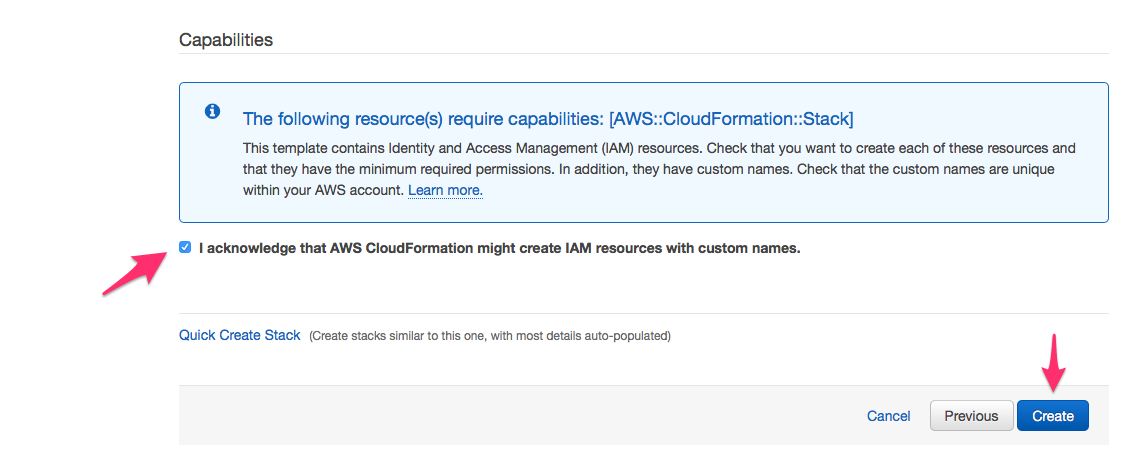 Capabilities
The following resource(s) require capabilities: [AWS::CloudFormation::Stack]
This template contains Identity and Access Management (IAM) resources. Check that you want to create each of these resources and
that they have the minimum required permissions. In addition, they have custom names. Check that the custom names are unique
within your AWS account. Learn more.
I acknowledge that AWS CloudFormation might create IAM resources with custom names.
Quick Create Stack (Create stacks similar to this one, with most details auto-populated)
Cancel Previous Create